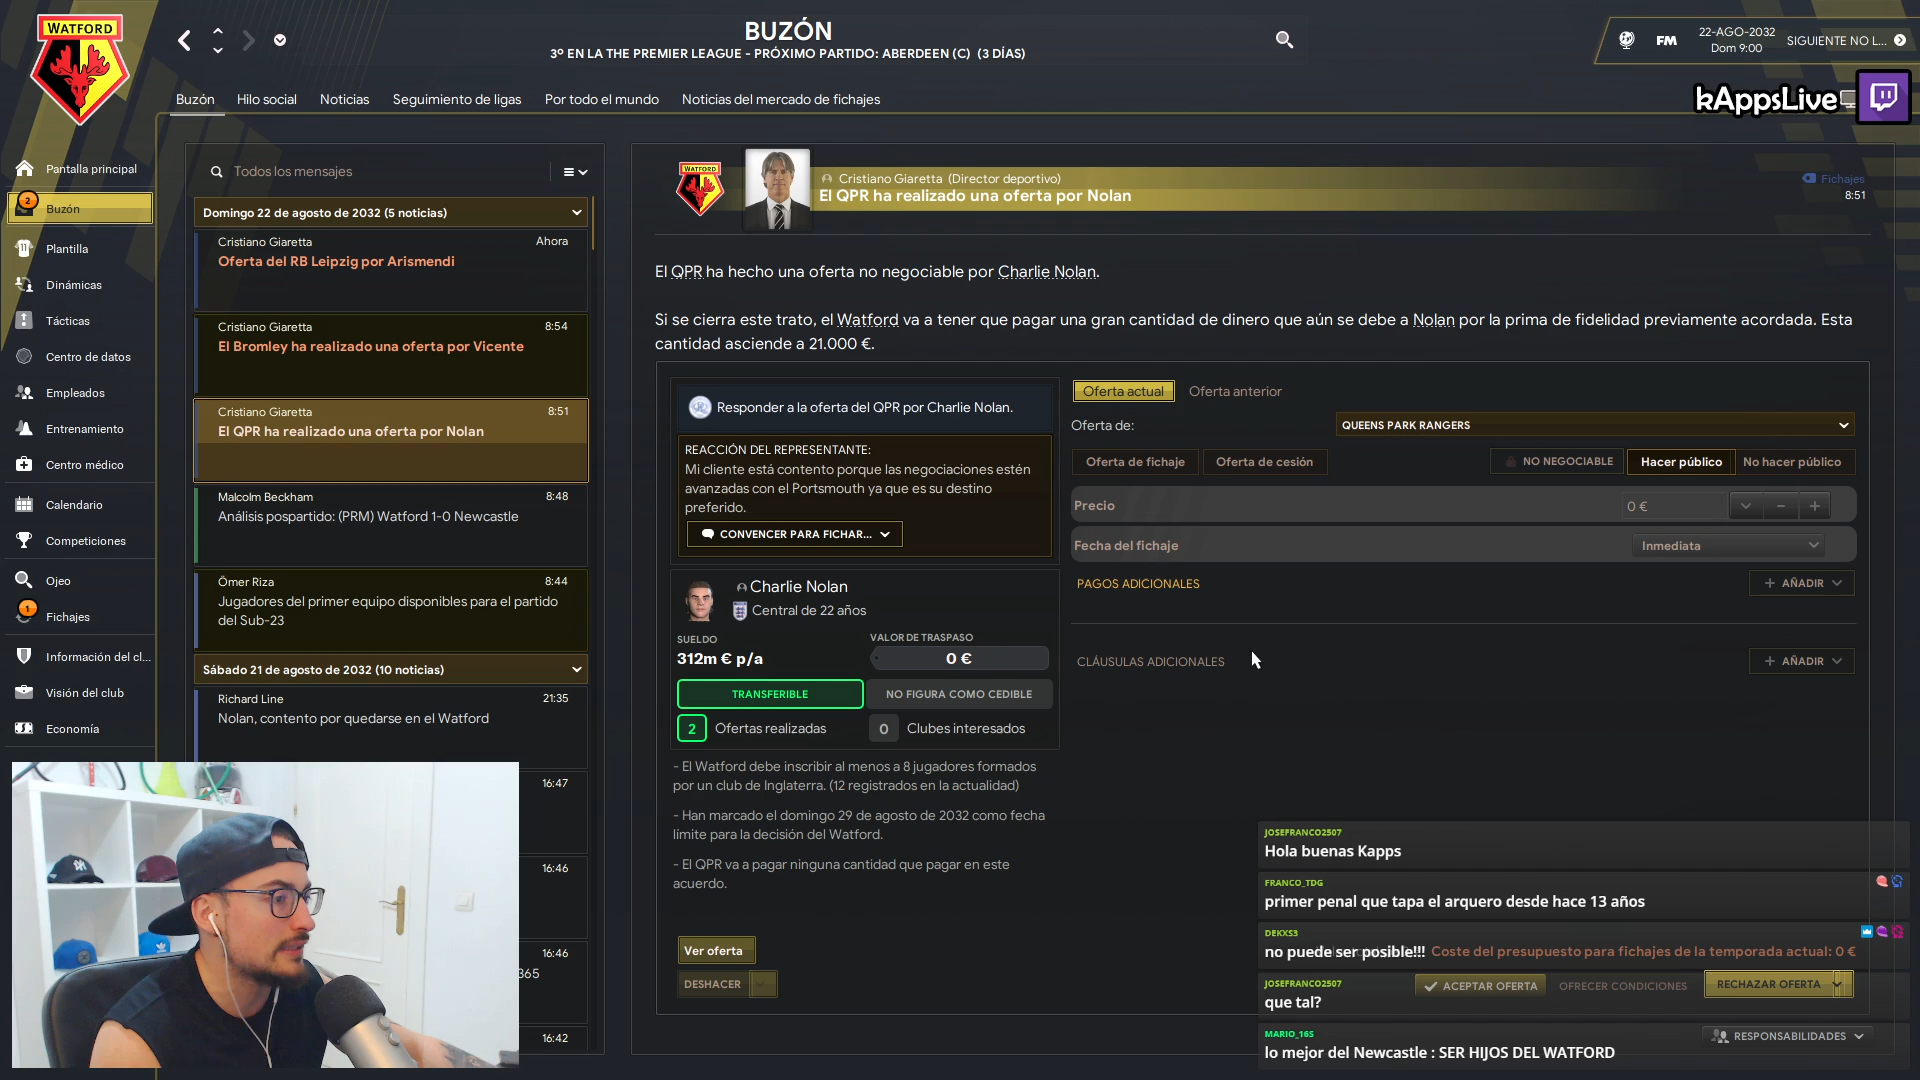 WATFORD
BUZÓN
3º EN LA THE PREMIER LEAGUE - PRÓXIMO PARTIDO: ABERDEEN (C) (3 DÍAS)
FM
22-AGO-2032
Dom 9:00
SIGUIENTE NO L...
kAppsLive
Buzón
Hilo social
Noticias
Seguimiento de ligas
Por todo el mundo
Noticias del mercado de fichajes
Pantalla principal
2
Buzón
Plantilla
Dinámicas
Tácticas
Centro de datos
Empleados
Entrenamiento
Centro médico
Calendario
Competiciones
Ojeo
1
Fichajes
Información del cl...
Visión del club
Economía
Todos los mensajes
Domingo 22 de agosto de 2032 (5 noticias)
Cristiano Giaretta
Ahora
Oferta del RB Leipzig por Arismendi
Cristiano Giaretta
8:54
El Bromley ha realizado una oferta por Vicente
Cristiano Giaretta
8:51
El QPR ha realizado una oferta por Nolan
Malcolm Beckham
8:48
Análisis pospartido: (PRM) Watford 1-0 Newcastle
Ömer Riza
8:44
Jugadores del primer equipo disponibles para el partido
del Sub-23
Sábado 21 de agosto de 2032 (10 noticias)
Richard Line
21:35
Nolan, contento por quedarse en el Watford
16:47
16:46
16:46
365
16:42
WATFORD
Cristiano Giaretta (Director deportivo)
El QPR ha realizado una oferta por Nolan
Fichajes
8:51
El QPR ha hecho una oferta no negociable por Charlie Nolan.
Si se cierra este trato, el Watford va a tener que pagar una gran cantidad de dinero que aún se debe a Nolan por la prima de fidelidad previamente acordada. Esta
cantidad asciende a 21.000 €.
Responder a la oferta del QPR por Charlie Nolan.
REACCIÓN DEL REPRESENTANTE:
Mi cliente está contento porque las negociaciones estén
avanzadas con el Portsmouth ya que es su destino
preferido.
CONVENCER PARA FICHAR...
Charlie Nolan
Central de 22 años
SUELDO
VALOR DE TRASPASO
312m € p/a
0 €
TRANSFERIBLE
NO FIGURA COMO CEDIBLE
2
Ofertas realizadas
0
Clubes interesados
- El Watford debe inscribir al menos a 8 jugadores formados
por un club de Inglaterra. (12 registrados en la actualidad)
- Han marcado el domingo 29 de agosto de 2032 como fecha
límite para la decisión del Watford.
- El QPR va a pagar ninguna cantidad que pagar en este
acuerdo.
Ver oferta
DESHACER
Oferta actual
Oferta anterior
Oferta de:
QUEENS PARK RANGERS
Oferta de fichaje
Oferta de cesión
NO NEGOCIABLE
Hacer público
No hacer público
Precio
0 €
Fecha del fichaje
Inmediata
PAGOS ADICIONALES
AÑADIR
CLÁUSULAS ADICIONALES
AÑADIR
JOSEFRANCO2507
Hola buenas Kapps
FRANCO_TDG
primer penal que tapa el arquero desde hace 13 años
DEKXS3
no puede ser posible!!!
Coste del presupuesto para fichajes de la temporada actual: 0 €
JOSEFRANCO2507
que tal?
ACEPTAR OFERTA
OFRECER CONDICIONES
RECHAZAR OFERTA
MARIO_16S
lo mejor del Newcastle : SER HIJOS DEL WATFORD
RESPONSABILIDADES